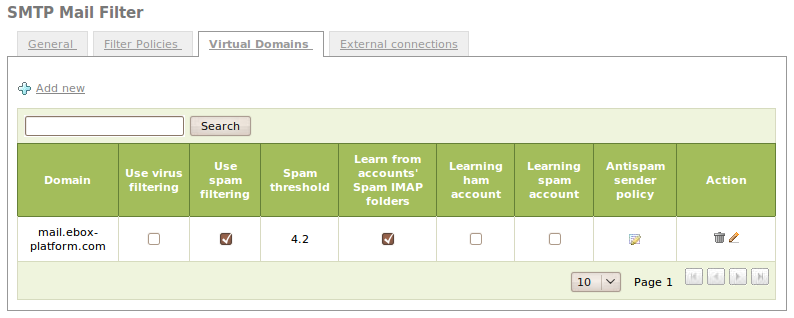 SMTP Mail Filter
General
Filter Policies
Virtual Domains
External connections
Add new
Search
Domain
Use virus
filtering
Use
spam
filtering
Spam
threshold
Learn from
accounts'
Spam IMAP
folders
Learning
ham
account
Learning
spam
account
Antispam
sender
policy
Action
mail.ebox-
platform.com
4.2
10
Page 1